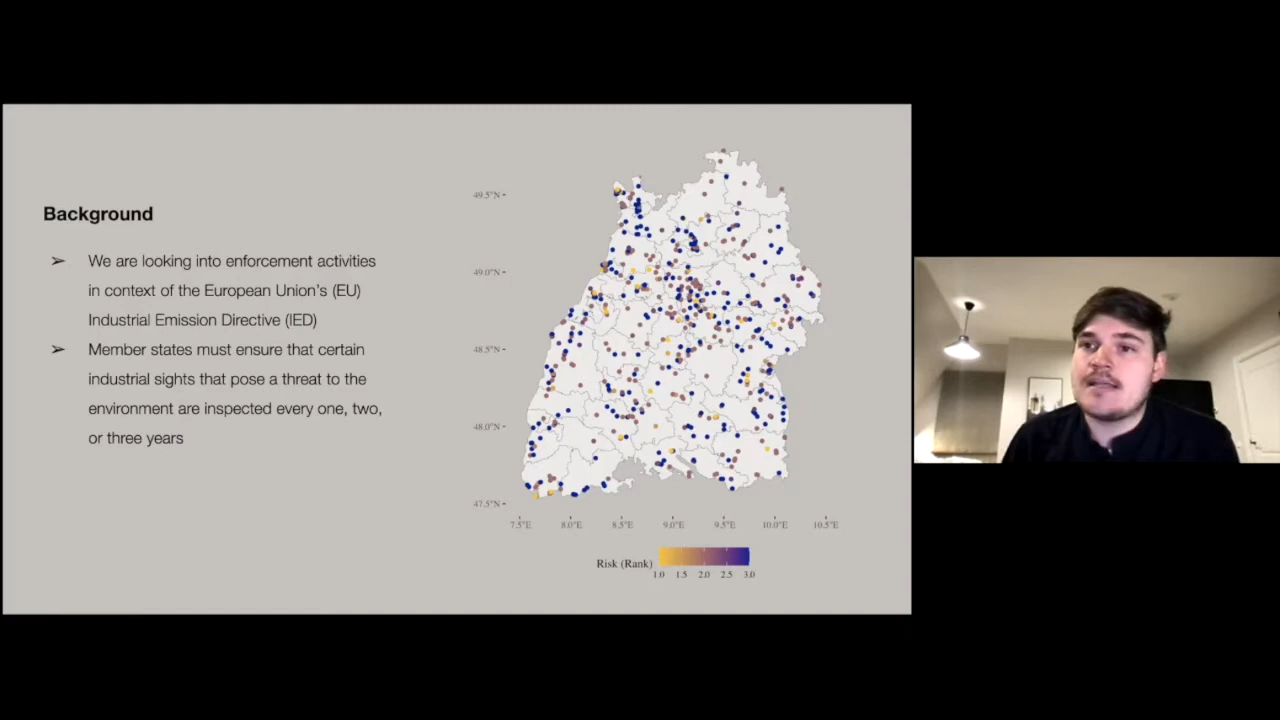 Background
➢ We are looking into enforcement activities
in context of the European Union's (EU)
Industrial Emission Directive (IED)
➢ Member states must ensure that certain
industrial sights that pose a threat to the
environment are inspected every one, two,
or three years
49.5°N
49.0°N
48.5°N
48.0°N
47.5°N
7.5°E 8.0°E 8.5°E 9.0°E 9.5°E 10.0°E 10.5°E
Risk (Rank)
1.0 1.5 2.0 2.5 3.0